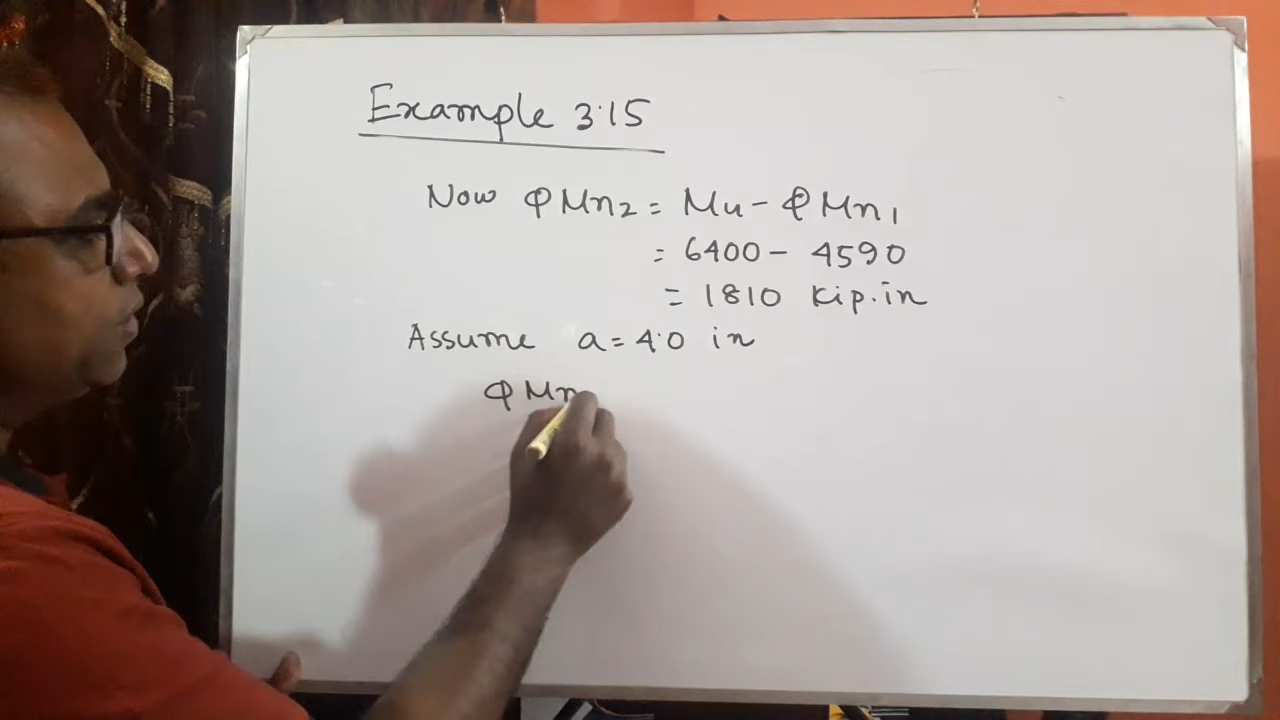 Example 3.15
Now φMn₂ = Mu - φMn₁
= 6400 - 4590
= 1810 Kip.in
Assume a = 4.0 in
φMn